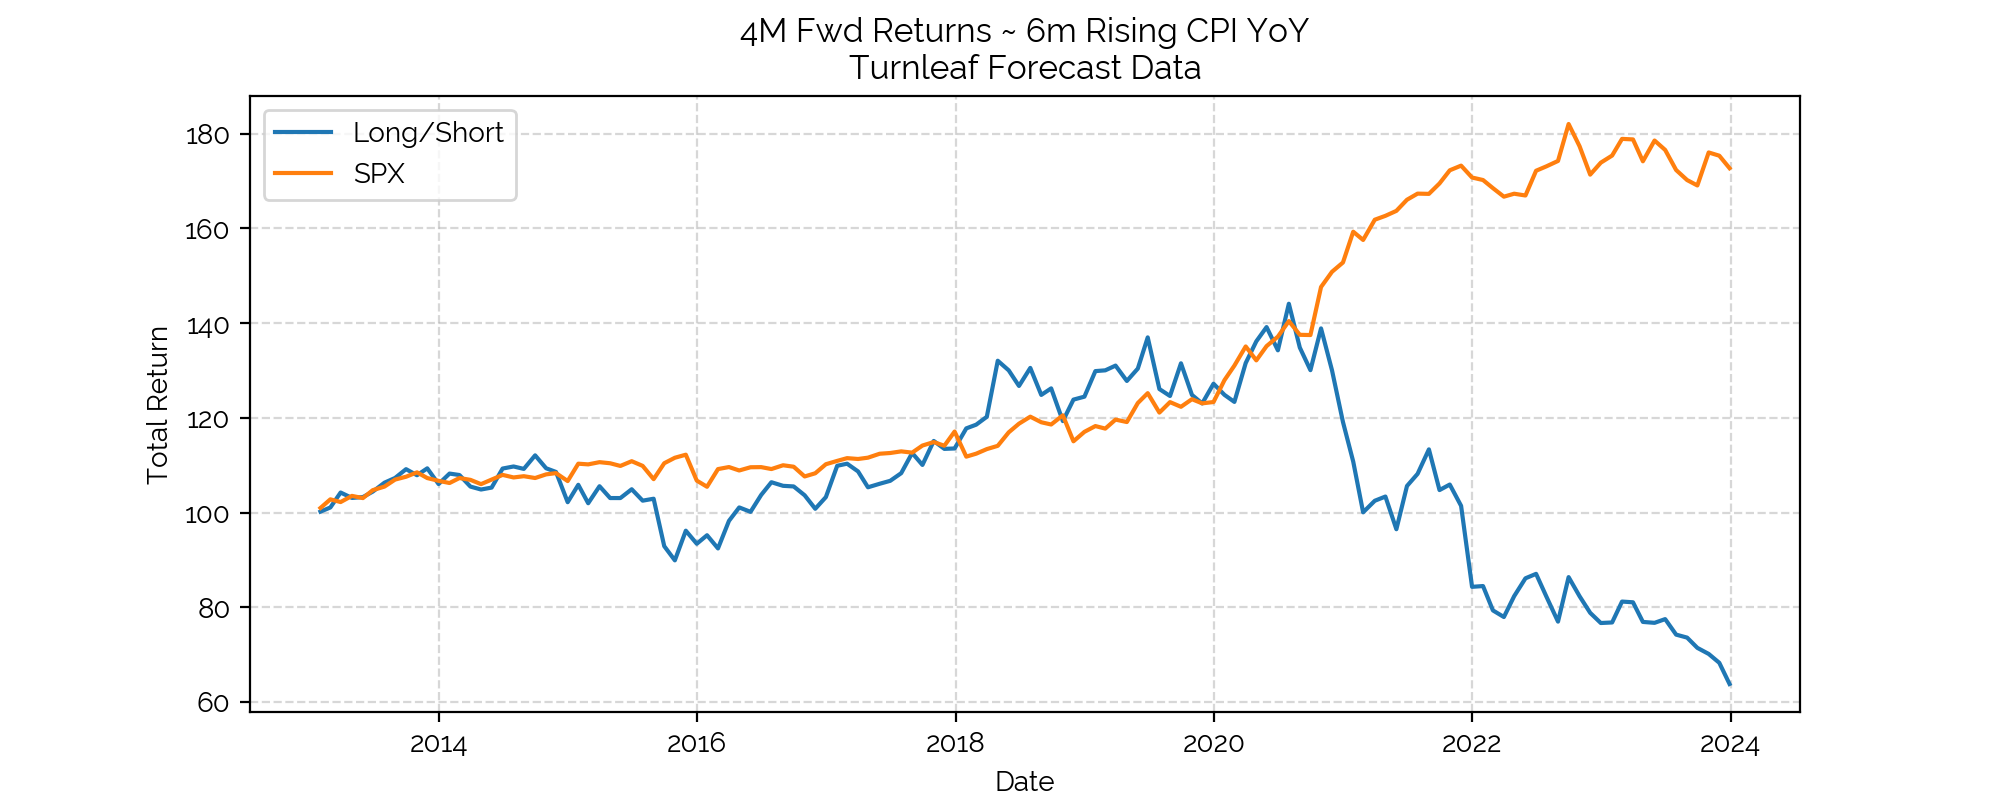 4M Fwd Returns ~ 6m Rising CPI YoY
Turnleaf Forecast Data
Long/Short
SPX
Total Return
180
160
140
120
100
80
60
2014
2016
2018
2020
2022
2024
Date